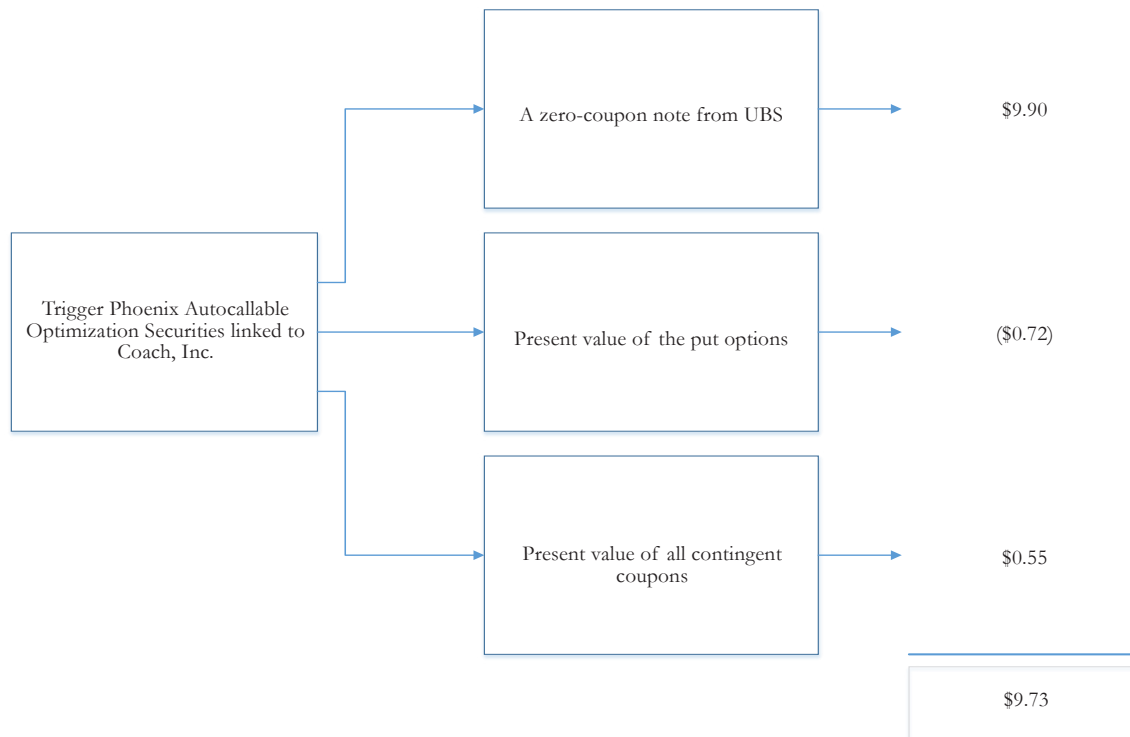 A zero-coupon note from UBS
$9.90
Trigger Phoenix Autocallable
Optimization Securities linked to
Coach, Inc.
Present value of the put options
($0.72)
Present value of all contingent
coupons
$0.55
$9.73